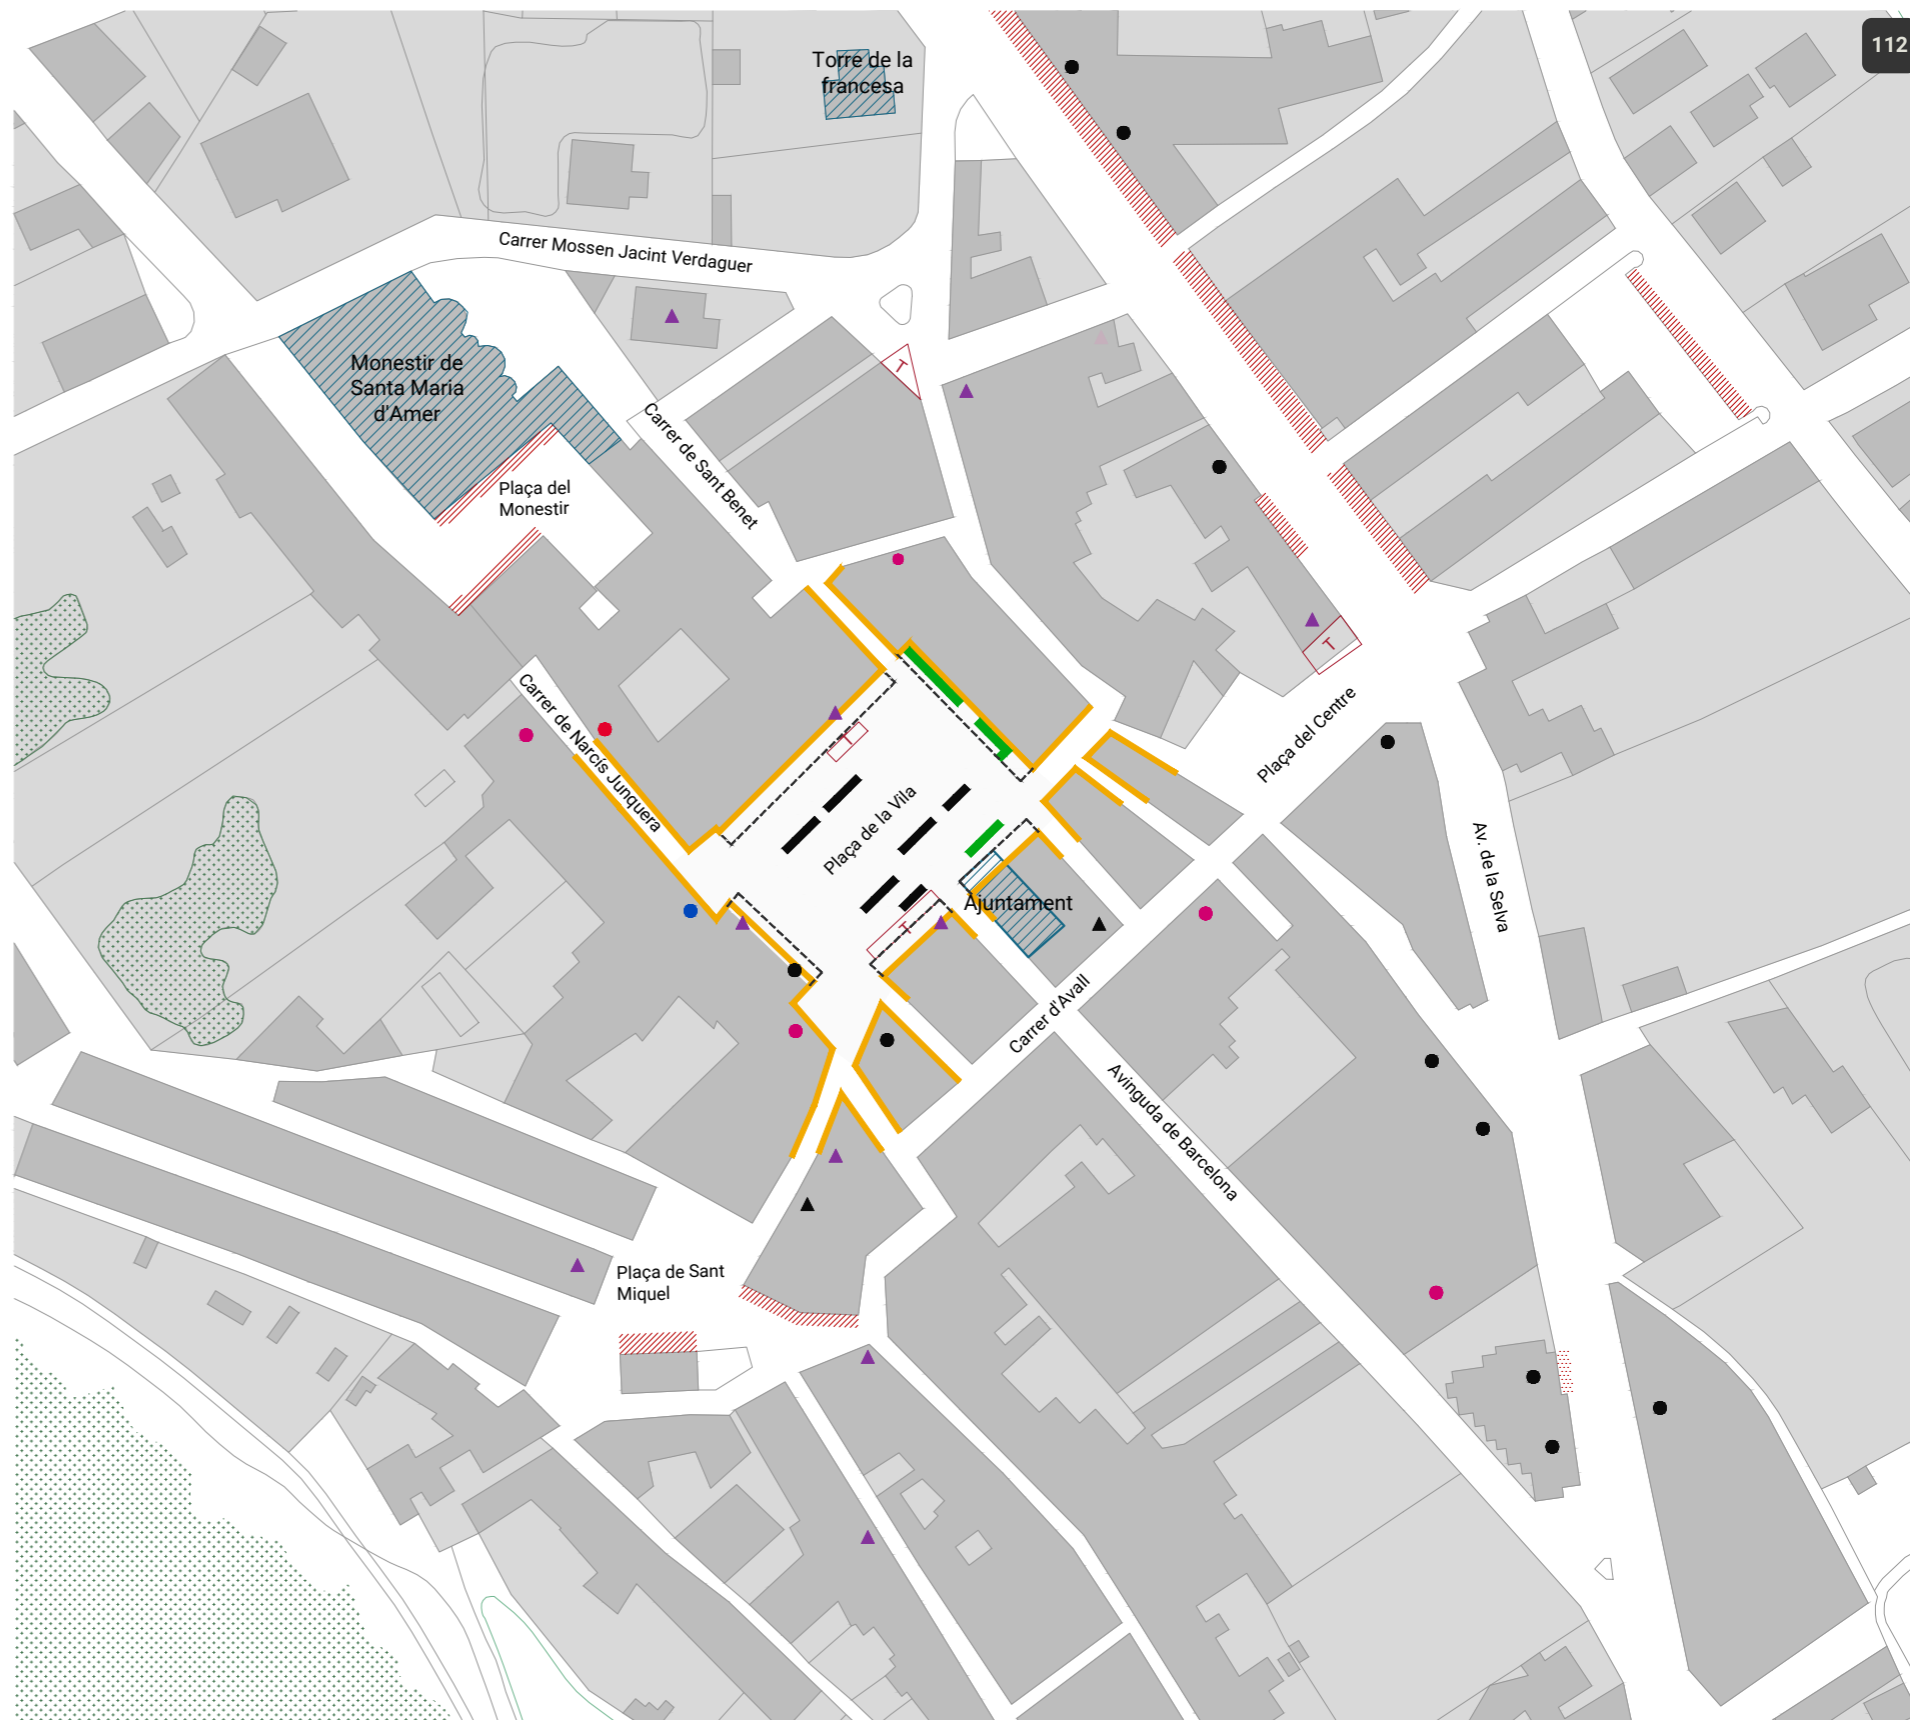 112
Torre de la
francesa
Carrer Mossen Jacint Verdaguer
Monestir de
Santa Maria
d'Amer
T
Carrer de Sant Benet
Plaça del
Monestir
T
Carrer de Narcís Junquera
Plaça del Centre
T
Plaça de la Vila
Av. de la Selva
Ajuntament
T
Carrer d'Avall
Avinguda de Barcelona
Plaça de Sant
Miquel